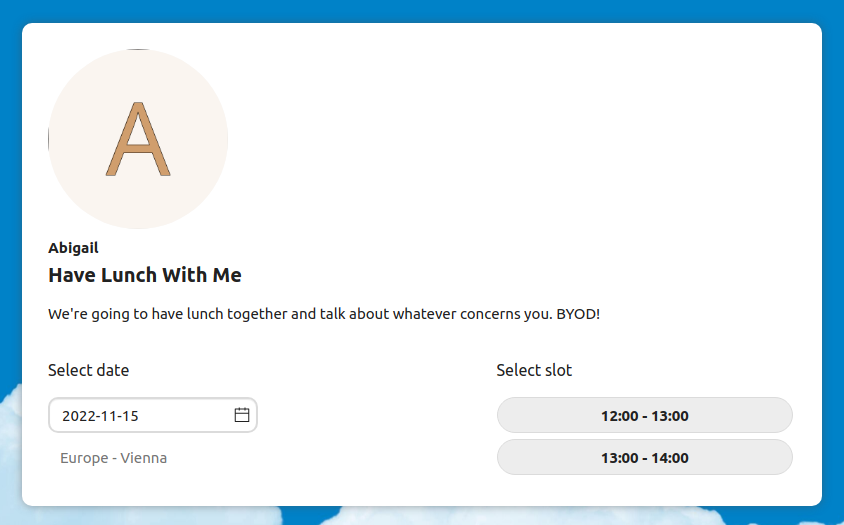 A
Abigail
Have Lunch With Me
We're going to have lunch together and talk about whatever concerns you. BYOD!
Select date
2022-11-15
Europe - Vienna
Select slot
12:00 - 13:00
13:00 - 14:00